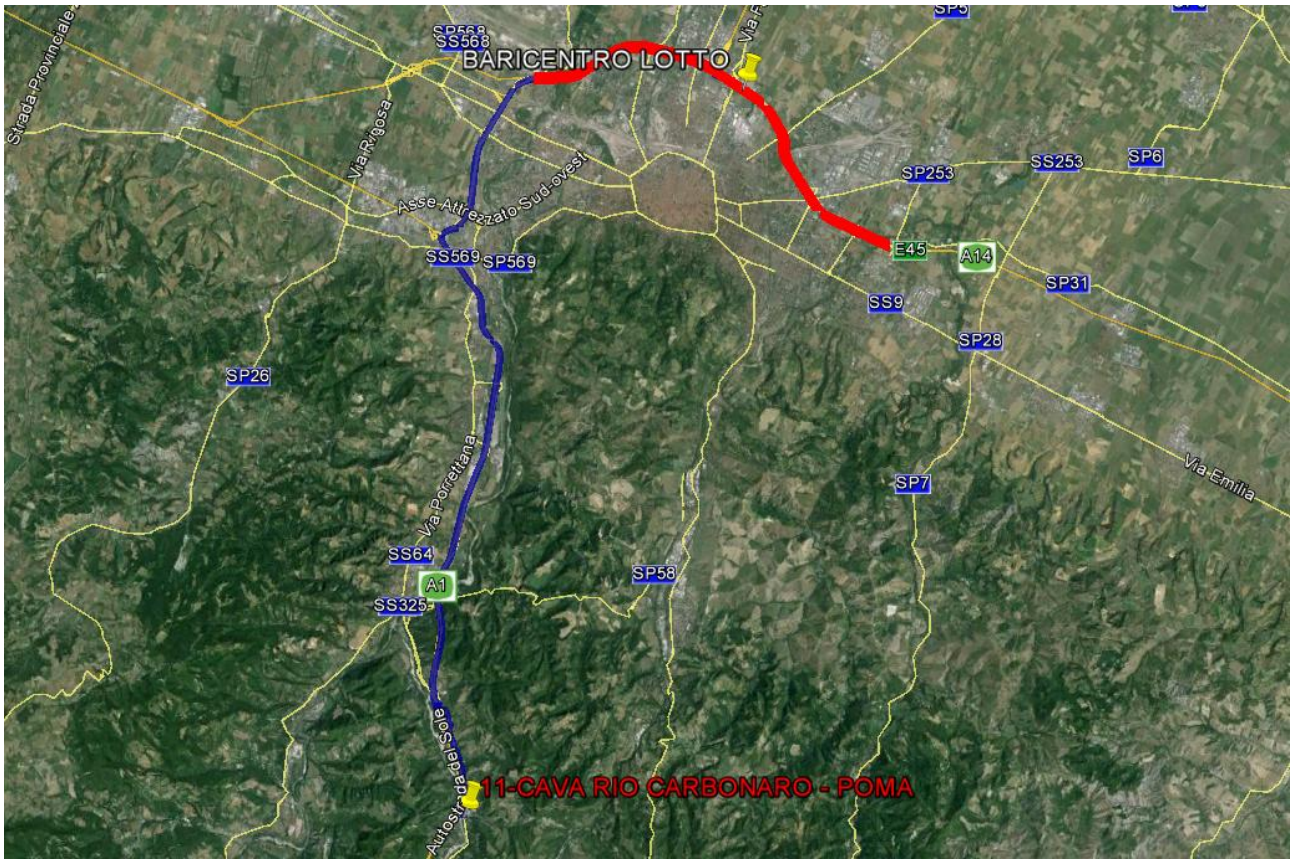 SP568
SS568
Via F
SP5
BARICENTRO LOTTO
Strada Provinciale
Via Rigosa
SP253
SS253
SP6
Asse Attrezzato Sud-ovest
SS569
SP569
E45
A14
SP31
SS9
SP28
SP26
Via Porrettana
SP7
Via Emilia
SS64
SP58
A1
SS325
Autostrada del Sole
11-CAVA RIO CARBONARO - POMA